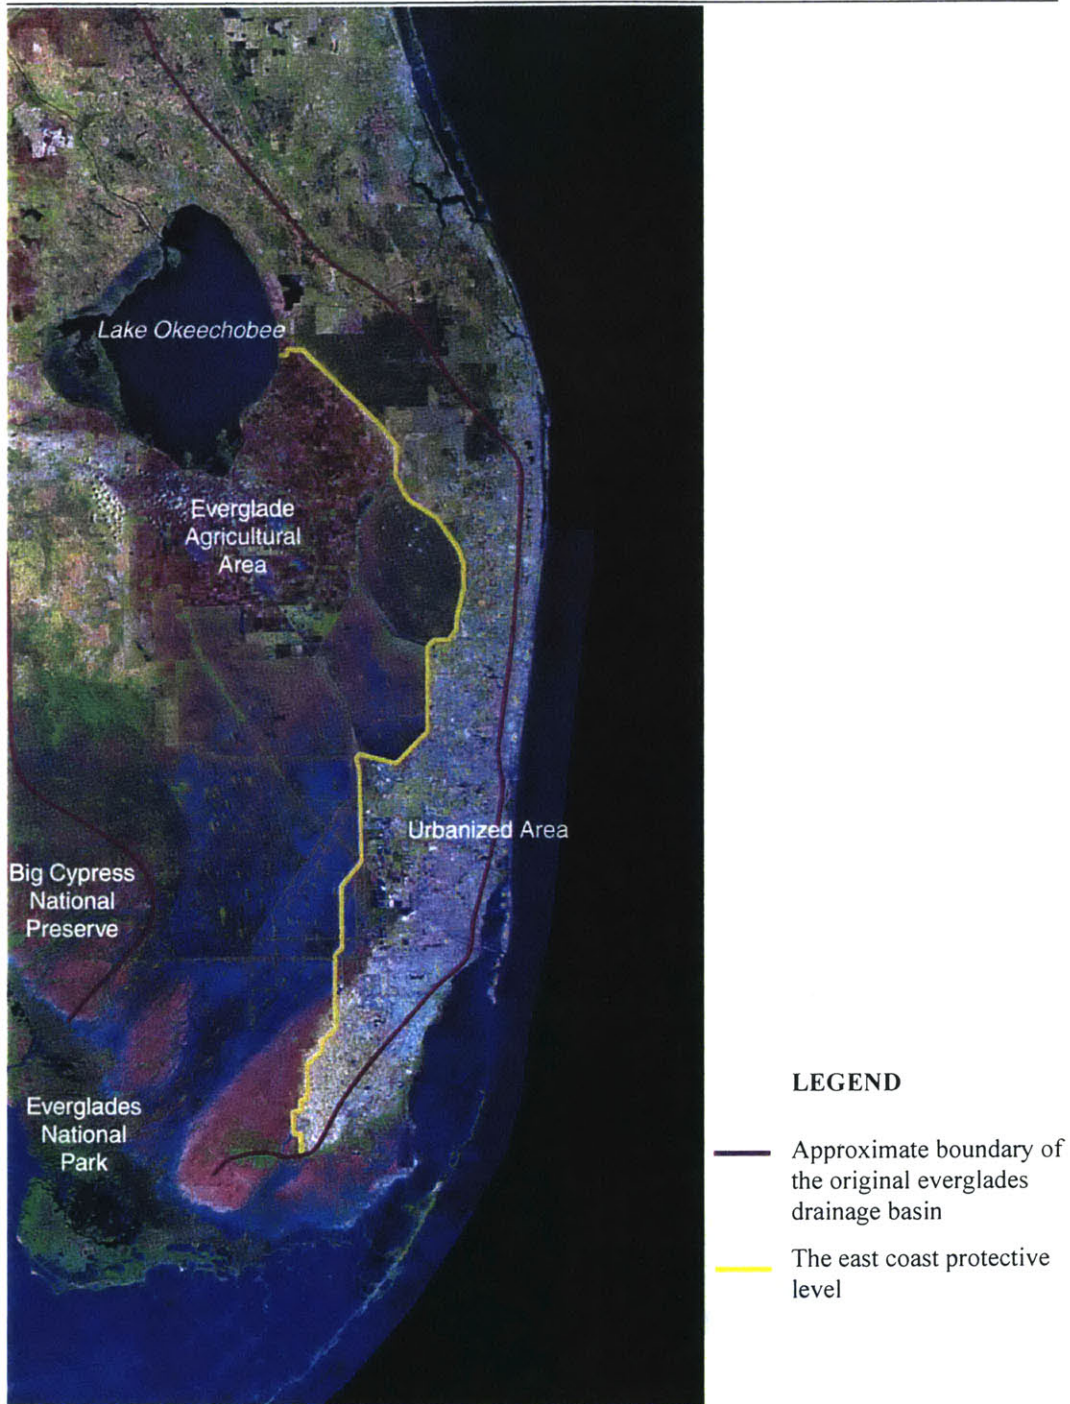 Lake Okeechobee
Everglade
Agricultural
Area
Urbanized Area
Big Cypress
National
Preserve
Everglades
National
Park
LEGEND
Approximate boundary of
the original everglades
drainage basin
The east coast protective
level